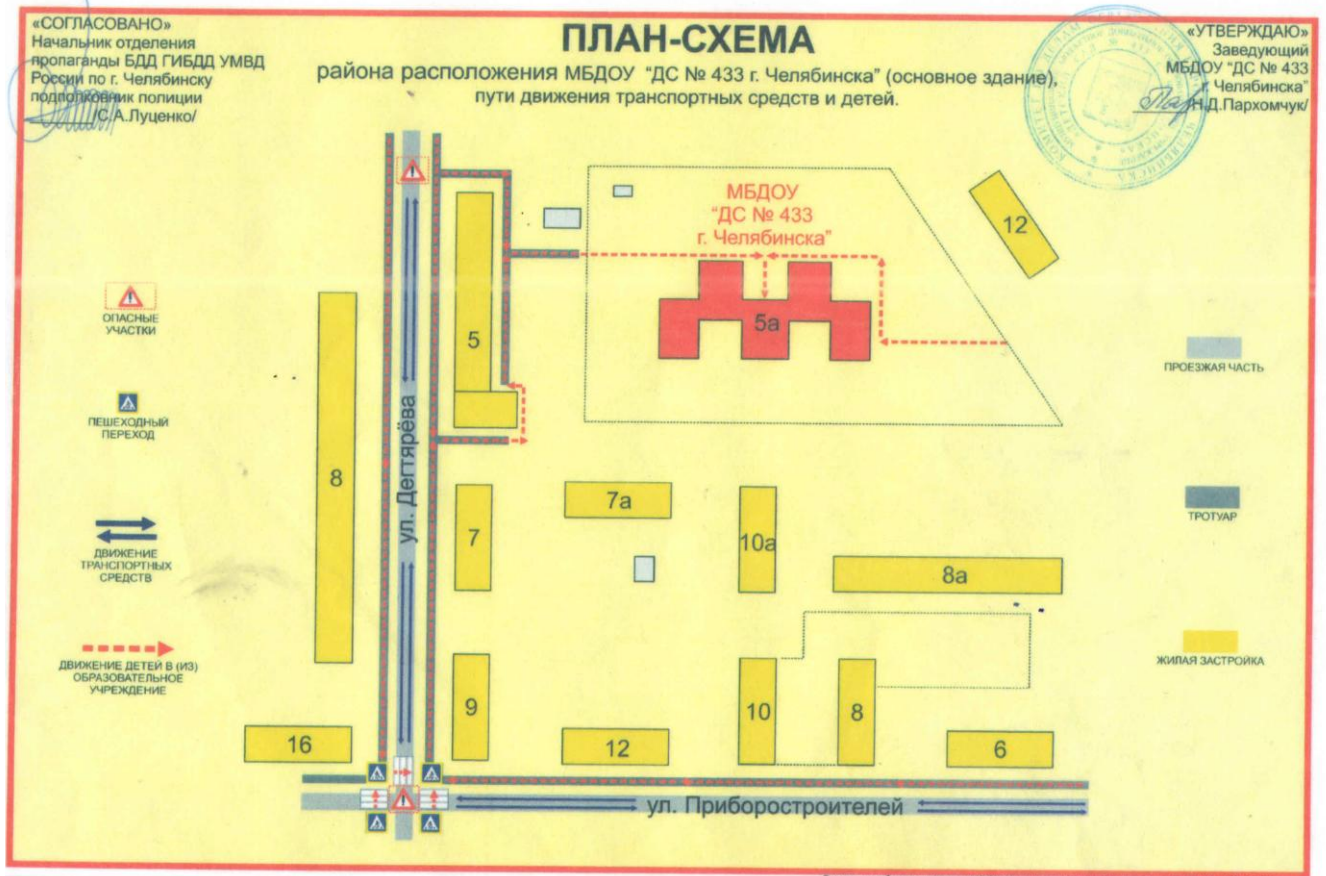 «СОГЛАСОВАНО»
Начальник отделения
пропаганды БДД ГИБДД УМВД
России по г. Челябинску
подполковник полиции
/С.А.Луценко/
ПЛАН-СХЕМА
района расположения МБДОУ "ДС № 433 г. Челябинска" (основное здание),
пути движения транспортных средств и детей.
«УТВЕРЖДАЮ»
Заведующий
МБДОУ "ДС № 433
г. Челябинска"
/Н.Д.Пархомчук/
МБДОУ
"ДС № 433
г. Челябинска"
12
5а
5
8
ул. Дегтярёва
7
7а
10а
8а
9
16
12
10
8
6
ул. Приборостроителей
ОПАСНЫЕ
УЧАСТКИ
ПЕШЕХОДНЫЙ
ПЕРЕХОД
ДВИЖЕНИЕ
ТРАНСПОРТНЫХ
СРЕДСТВ
ДВИЖЕНИЕ ДЕТЕЙ В (ИЗ)
ОБРАЗОВАТЕЛЬНОЕ
УЧРЕЖДЕНИЕ
ПРОЕЗЖАЯ ЧАСТЬ
ТРОТУАР
ЖИЛАЯ ЗАСТРОЙКА